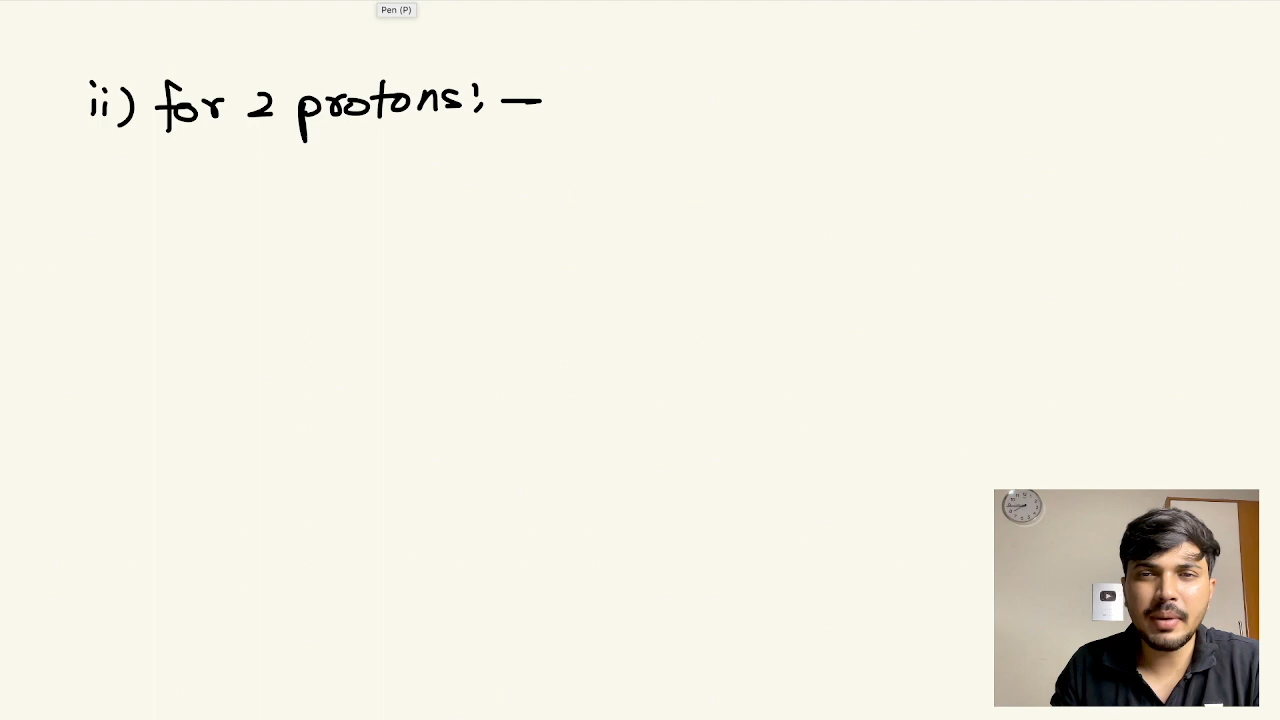 Pen (P)
ii) for 2 protons: —